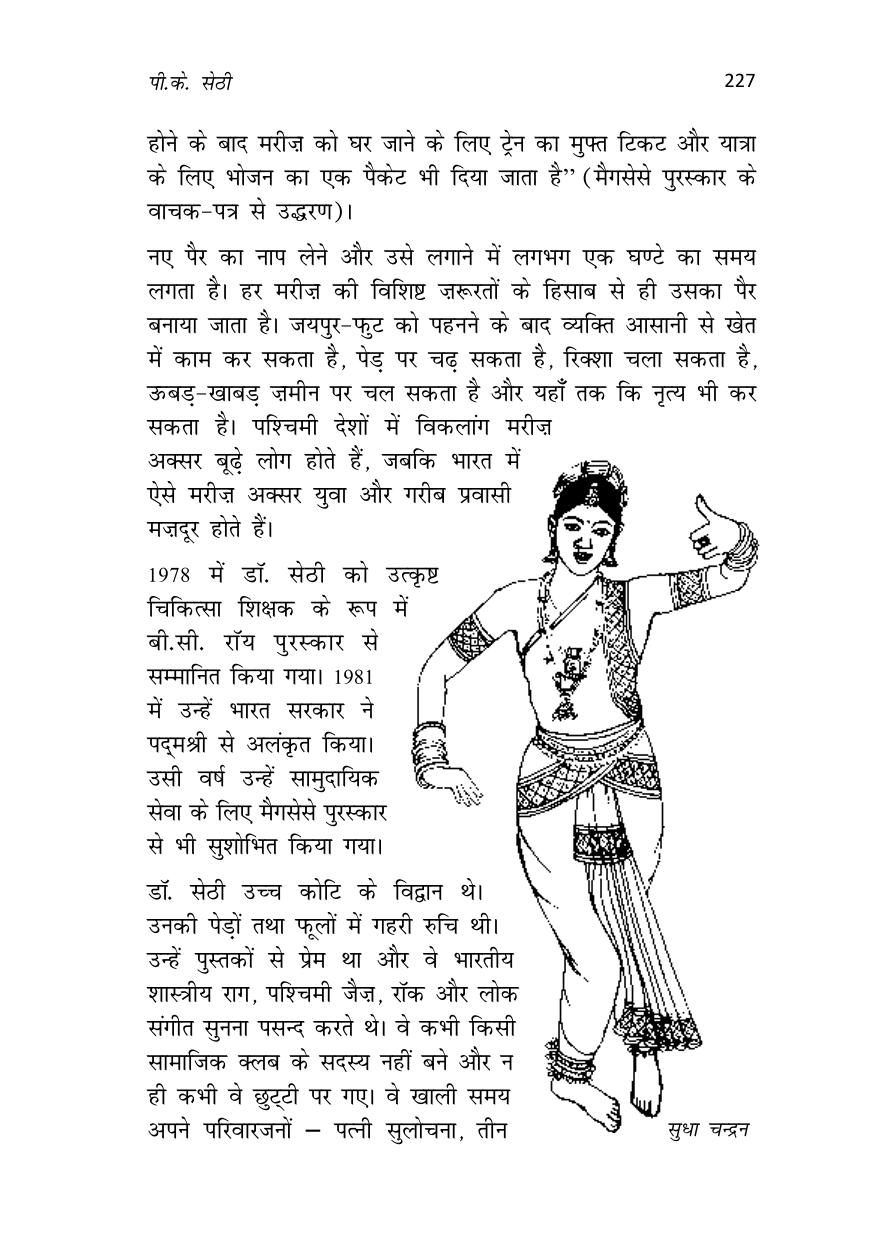 पी.के. सेठी 227
होने के बाद मरीज़ को घर जाने के लिए ट्रेन का मुफ्त टिकट और यात्रा
के लिए भोजन का एक पैकेट भी दिया जाता है” (मैगसेसे पुरस्कार के
वाचक-पत्र से उद्धरण)।
नए पैर का नाप लेने और उसे लगाने में लगभग एक घण्टे का समय
लगता है। हर मरीज़ की विशिष्ट ज़रूरतों के हिसाब से ही उसका पैर
बनाया जाता है। जयपुर-फुट को पहनने के बाद व्यक्ति आसानी से खेत
में काम कर सकता है, पेड़ पर चढ़ सकता है, रिक्शा चला सकता है,
ऊबड़-खाबड़ ज़मीन पर चल सकता है और यहाँ तक कि नृत्य भी कर
सकता है। पश्चिमी देशों में विकलांग मरीज़
अक्सर बूढ़े लोग होते हैं, जबकि भारत में
ऐसे मरीज़ अक्सर युवा और गरीब प्रवासी
मज़दूर होते हैं।
1978 में डॉ. सेठी को उत्कृष्ट
चिकित्सा शिक्षक के रूप में
बी.सी. रॉय पुरस्कार से
सम्मानित किया गया। 1981
में उन्हें भारत सरकार ने
पद्मश्री से अलंकृत किया।
उसी वर्ष उन्हें सामुदायिक
सेवा के लिए मैगसेसे पुरस्कार
से भी सुशोभित किया गया।
डॉ. सेठी उच्च कोटि के विद्वान थे।
उनकी पेड़ों तथा फूलों में गहरी रुचि थी।
उन्हें पुस्तकों से प्रेम था और वे भारतीय
शास्त्रीय राग, पश्चिमी जैज़, रॉक और लोक
संगीत सुनना पसन्द करते थे। वे कभी किसी
सामाजिक क्लब के सदस्य नहीं बने और न
ही कभी वे छुट्टी पर गए। वे खाली समय
अपने परिवारजनों – पत्नी सुलोचना, तीन
सुधा चन्द्रन